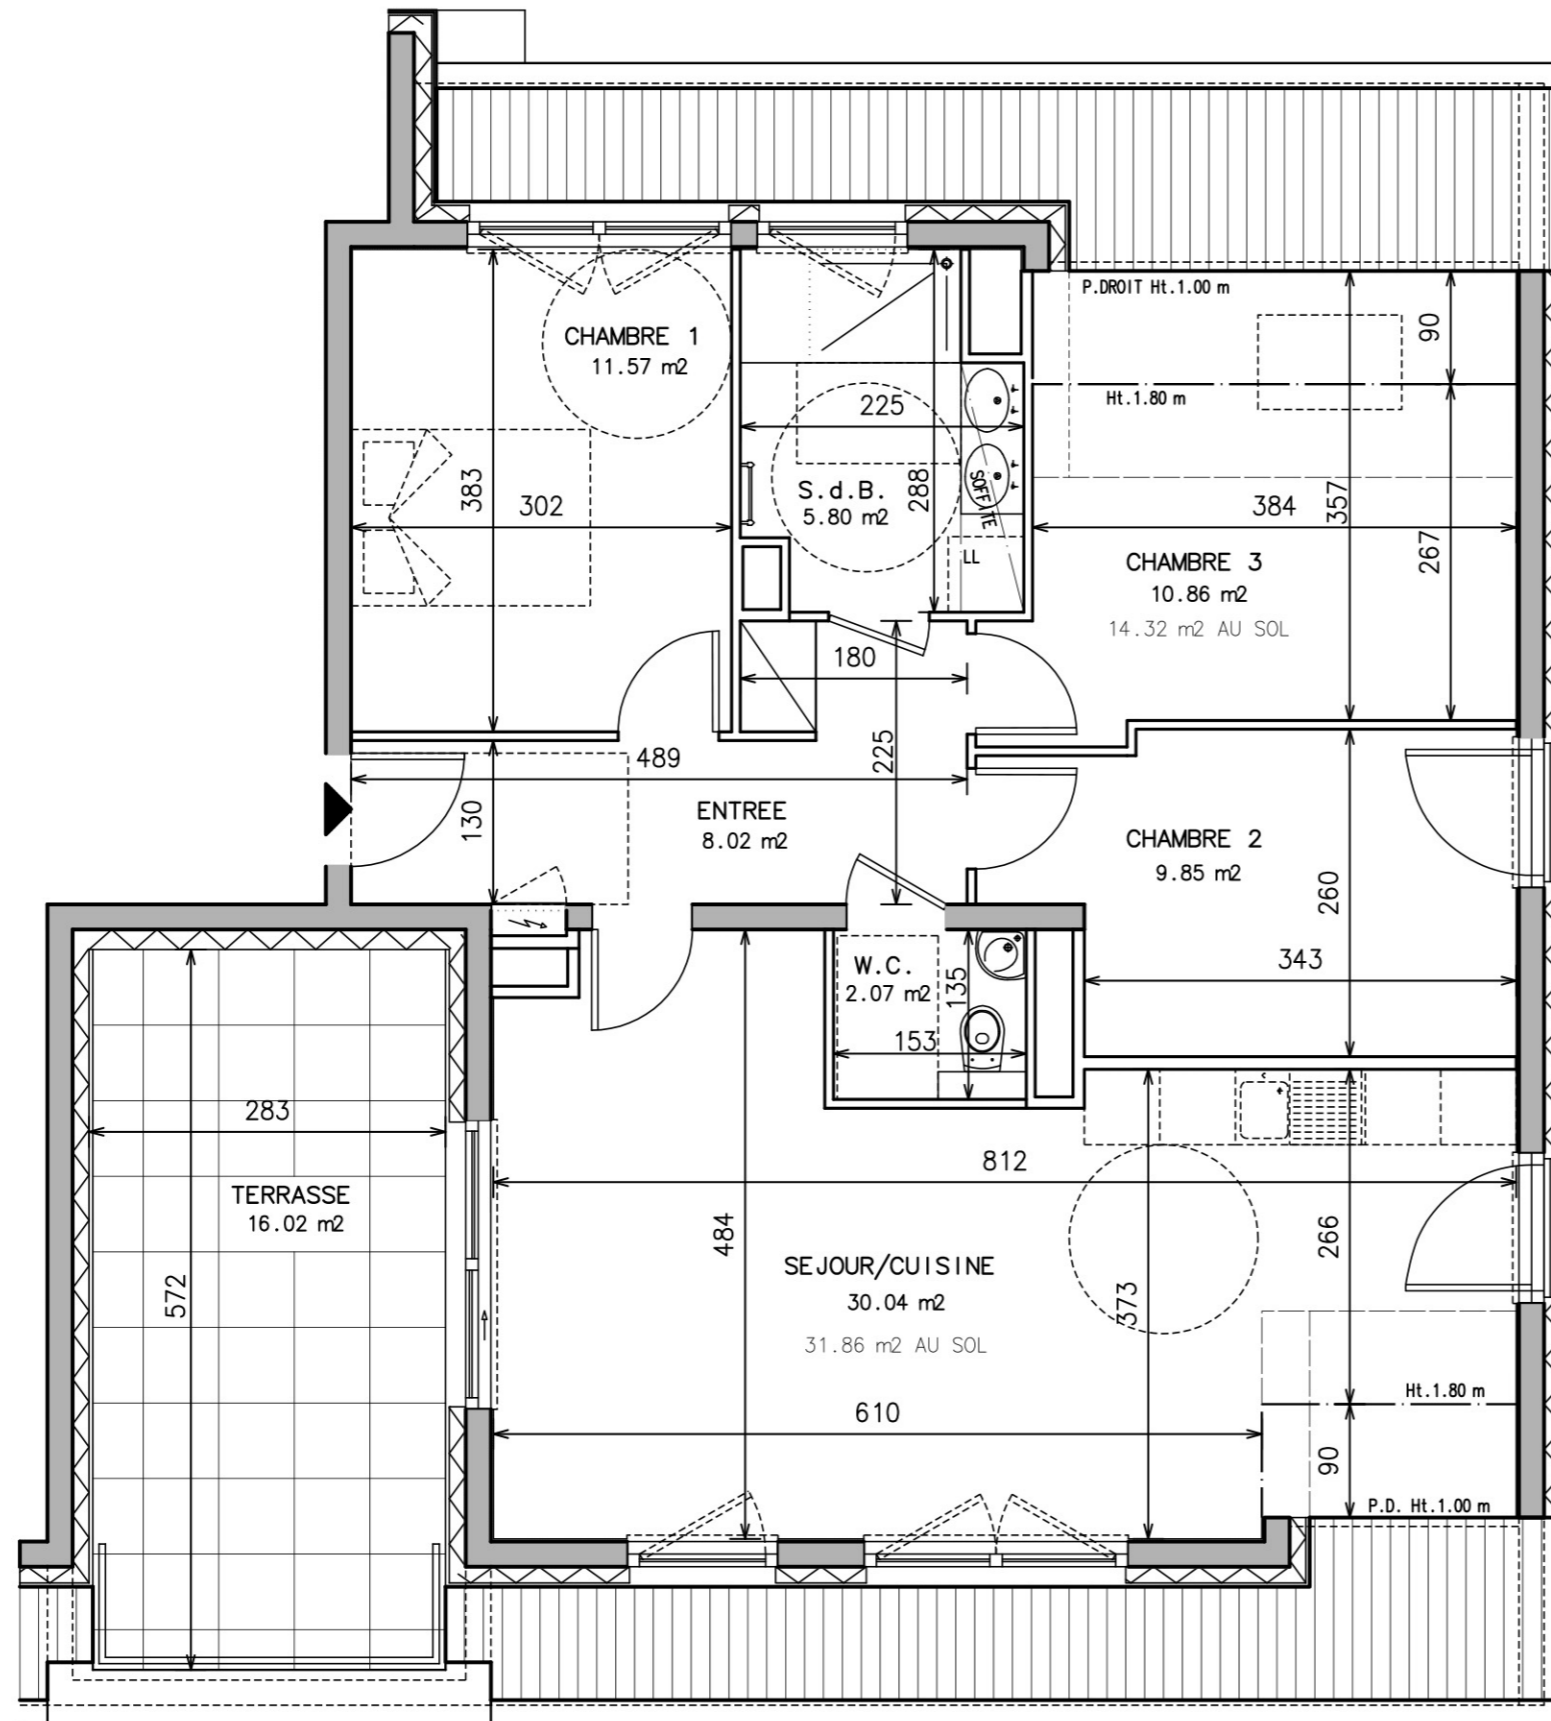 P.DROIT Ht.1.00 m
90
CHAMBRE 1
11.57 m2
Ht.1.80 m
225
383
302
S.d.B.
5.80 m2
288
SOFFITE
LL
384
357
267
CHAMBRE 3
10.86 m2
14.32 m2 AU SOL
180
489
225
130
ENTREE
8.02 m2
CHAMBRE 2
9.85 m2
260
343
W.C.
2.07 m2
135
153
283
TERRASSE
16.02 m2
572
812
484
SEJOUR/CUISINE
30.04 m2
31.86 m2 AU SOL
373
266
Ht.1.80 m
610
90
P.D. Ht.1.00 m